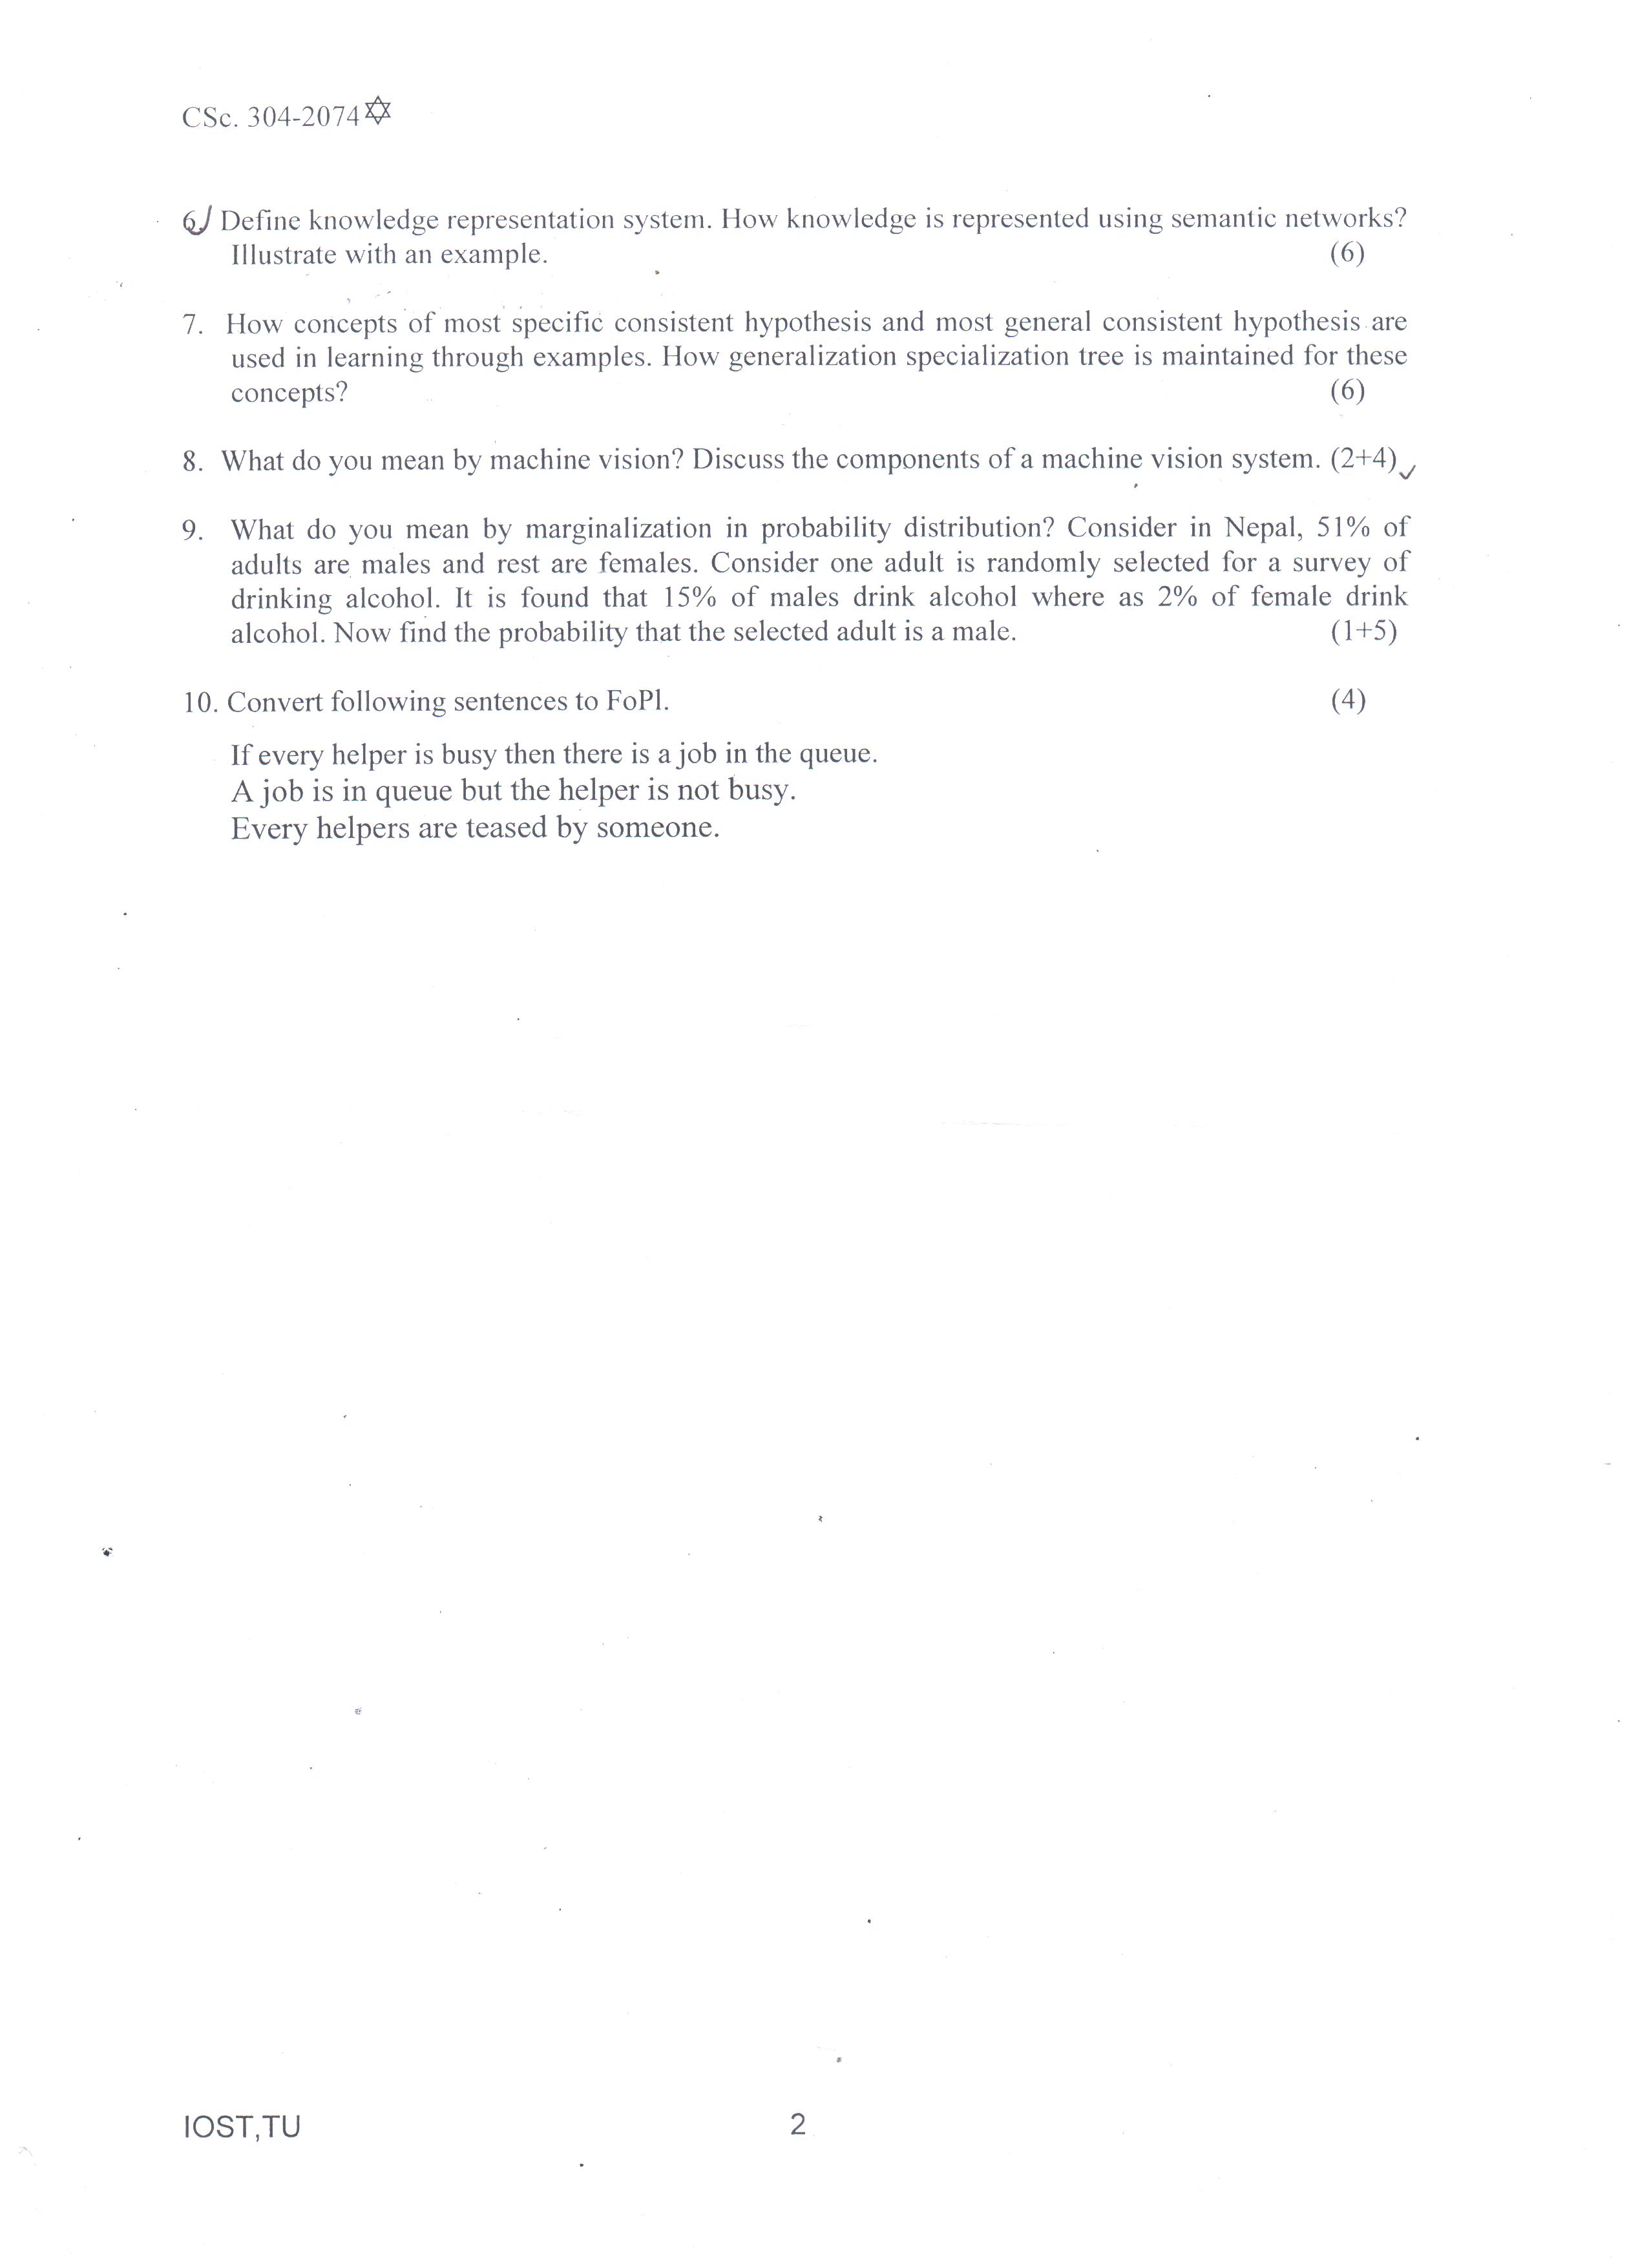 CSc. 304-2074✡
6. Define knowledge representation system. How knowledge is represented using semantic networks?
Illustrate with an example. (6)
7. How concepts of most specific consistent hypothesis and most general consistent hypothesis are
used in learning through examples. How generalization specialization tree is maintained for these
concepts? (6)
8. What do you mean by machine vision? Discuss the components of a machine vision system. (2+4)
9. What do you mean by marginalization in probability distribution? Consider in Nepal, 51% of
adults are males and rest are females. Consider one adult is randomly selected for a survey of
drinking alcohol. It is found that 15% of males drink alcohol where as 2% of female drink
alcohol. Now find the probability that the selected adult is a male. (1+5)
10. Convert following sentences to FoPl. (4)
If every helper is busy then there is a job in the queue.
A job is in queue but the helper is not busy.
Every helpers are teased by someone.
IOST,TU 2